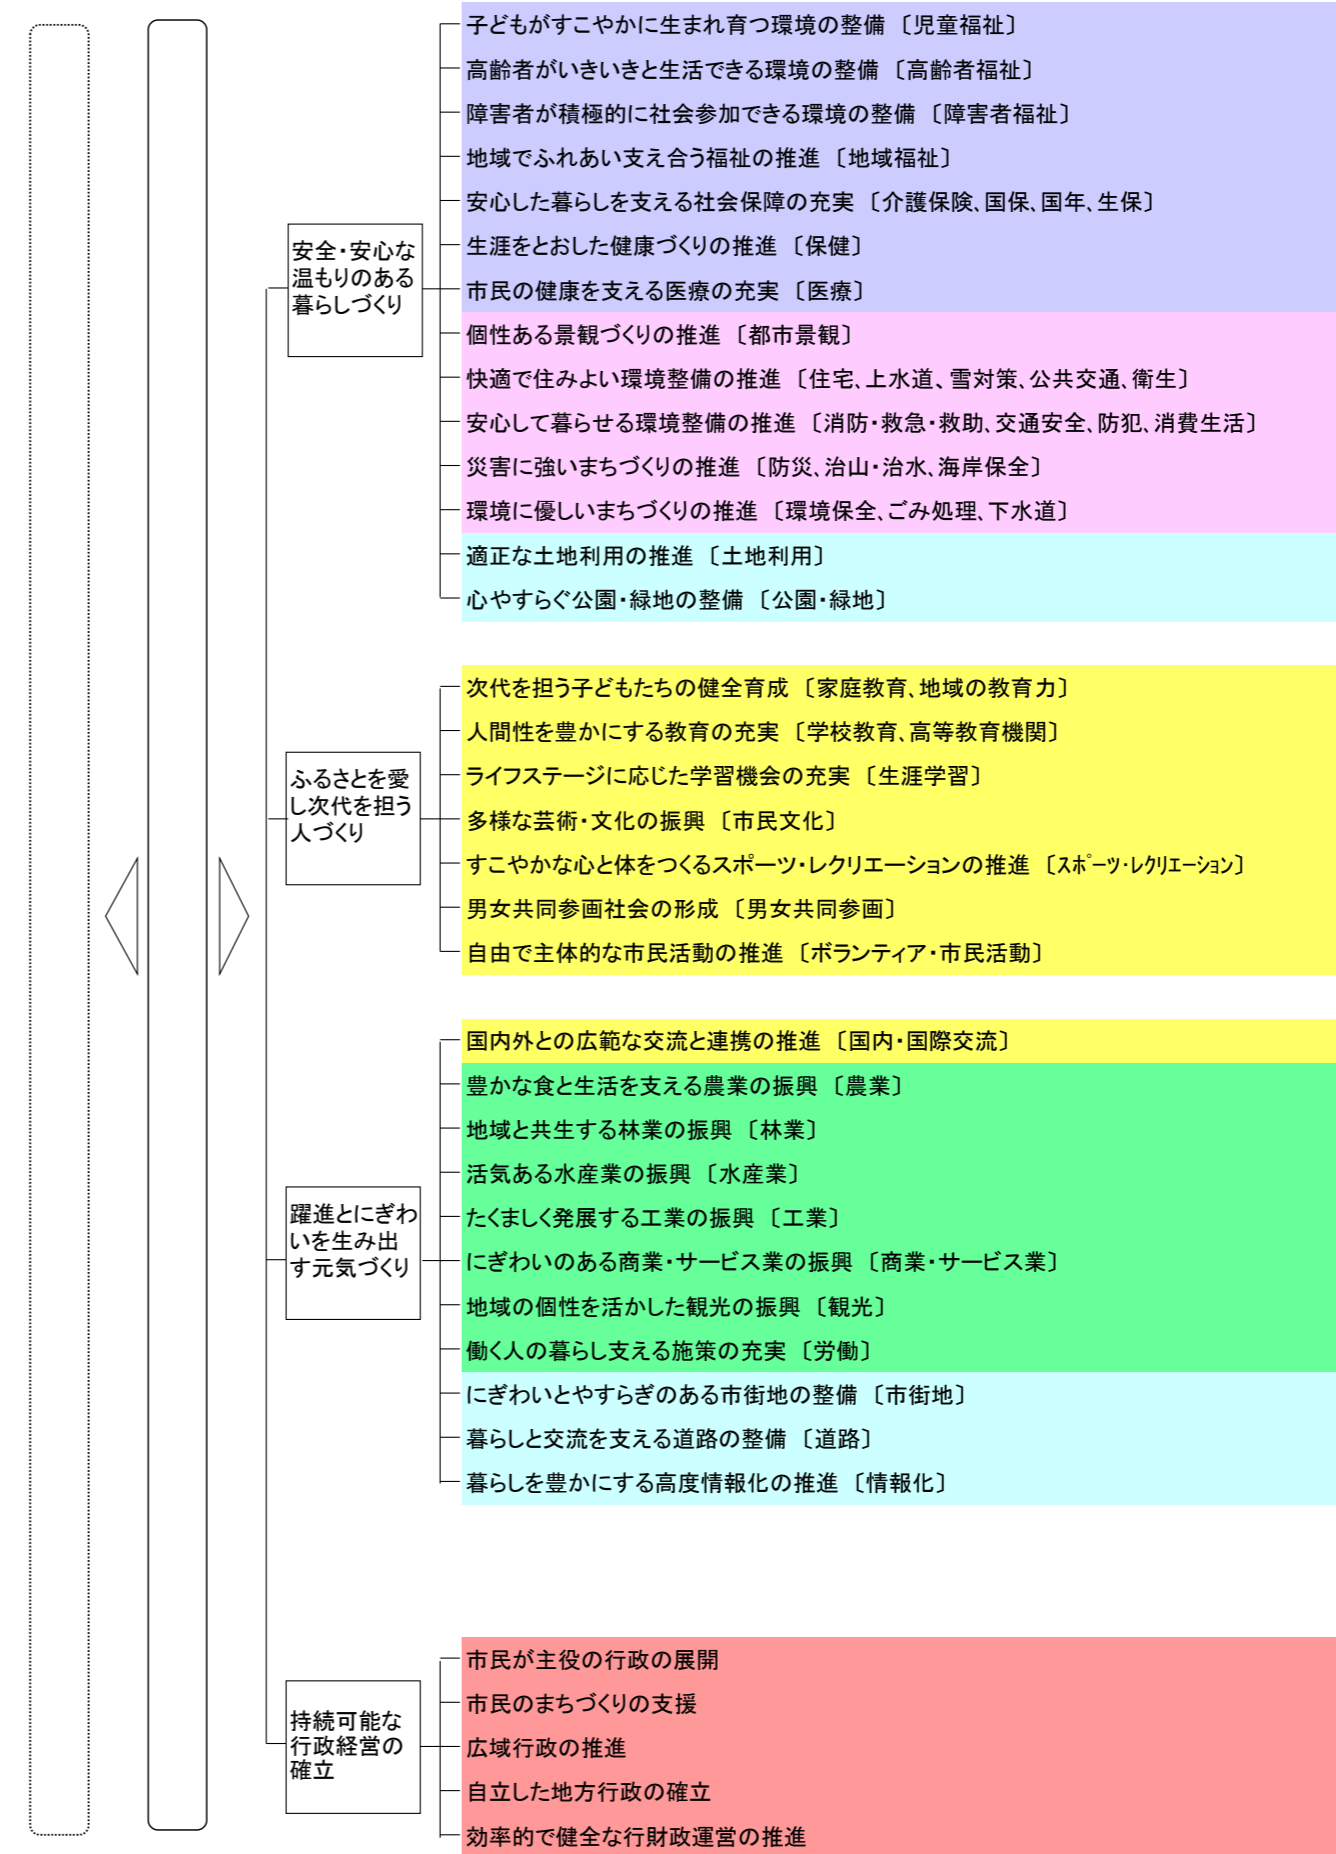 安全・安心な
温もりのある
暮らしづくり
子どもがすこやかに生まれ育つ環境の整備 〔児童福祉〕
高齢者がいきいきと生活できる環境の整備 〔高齢者福祉〕
障害者が積極的に社会参加できる環境の整備 〔障害者福祉〕
地域でふれあい支え合う福祉の推進 〔地域福祉〕
安心した暮らしを支える社会保障の充実 〔介護保険、国保、国年、生保〕
生涯をとおした健康づくりの推進 〔保健〕
市民の健康を支える医療の充実 〔医療〕
個性ある景観づくりの推進 〔都市景観〕
快適で住みよい環境整備の推進 〔住宅、上水道、雪対策、公共交通、衛生〕
安心して暮らせる環境整備の推進 〔消防・救急・救助、交通安全、防犯、消費生活〕
災害に強いまちづくりの推進 〔防災、治山・治水、海岸保全〕
環境に優しいまちづくりの推進 〔環境保全、ごみ処理、下水道〕
適正な土地利用の推進 〔土地利用〕
心やすらぐ公園・緑地の整備 〔公園・緑地〕
ふるさとを愛
し次代を担う
人づくり
次代を担う子どもたちの健全育成 〔家庭教育、地域の教育力〕
人間性を豊かにする教育の充実 〔学校教育、高等教育機関〕
ライフステージに応じた学習機会の充実 〔生涯学習〕
多様な芸術・文化の振興 〔市民文化〕
すこやかな心と体をつくるスポーツ・レクリエーションの推進 〔ｽﾎﾟｰﾂ・ﾚｸﾘｴｰｼｮﾝ〕
男女共同参画社会の形成 〔男女共同参画〕
自由で主体的な市民活動の推進 〔ボランティア・市民活動〕
躍進とにぎわ
いを生み出
す元気づくり
国内外との広範な交流と連携の推進 〔国内・国際交流〕
豊かな食と生活を支える農業の振興 〔農業〕
地域と共生する林業の振興 〔林業〕
活気ある水産業の振興 〔水産業〕
たくましく発展する工業の振興 〔工業〕
にぎわいのある商業・サービス業の振興 〔商業・サービス業〕
地域の個性を活かした観光の振興 〔観光〕
働く人の暮らし支える施策の充実 〔労働〕
にぎわいとやすらぎのある市街地の整備 〔市街地〕
暮らしと交流を支える道路の整備 〔道路〕
暮らしを豊かにする高度情報化の推進 〔情報化〕
持続可能な
行政経営の
確立
市民が主役の行政の展開
市民のまちづくりの支援
広域行政の推進
自立した地方行政の確立
効率的で健全な行財政運営の推進